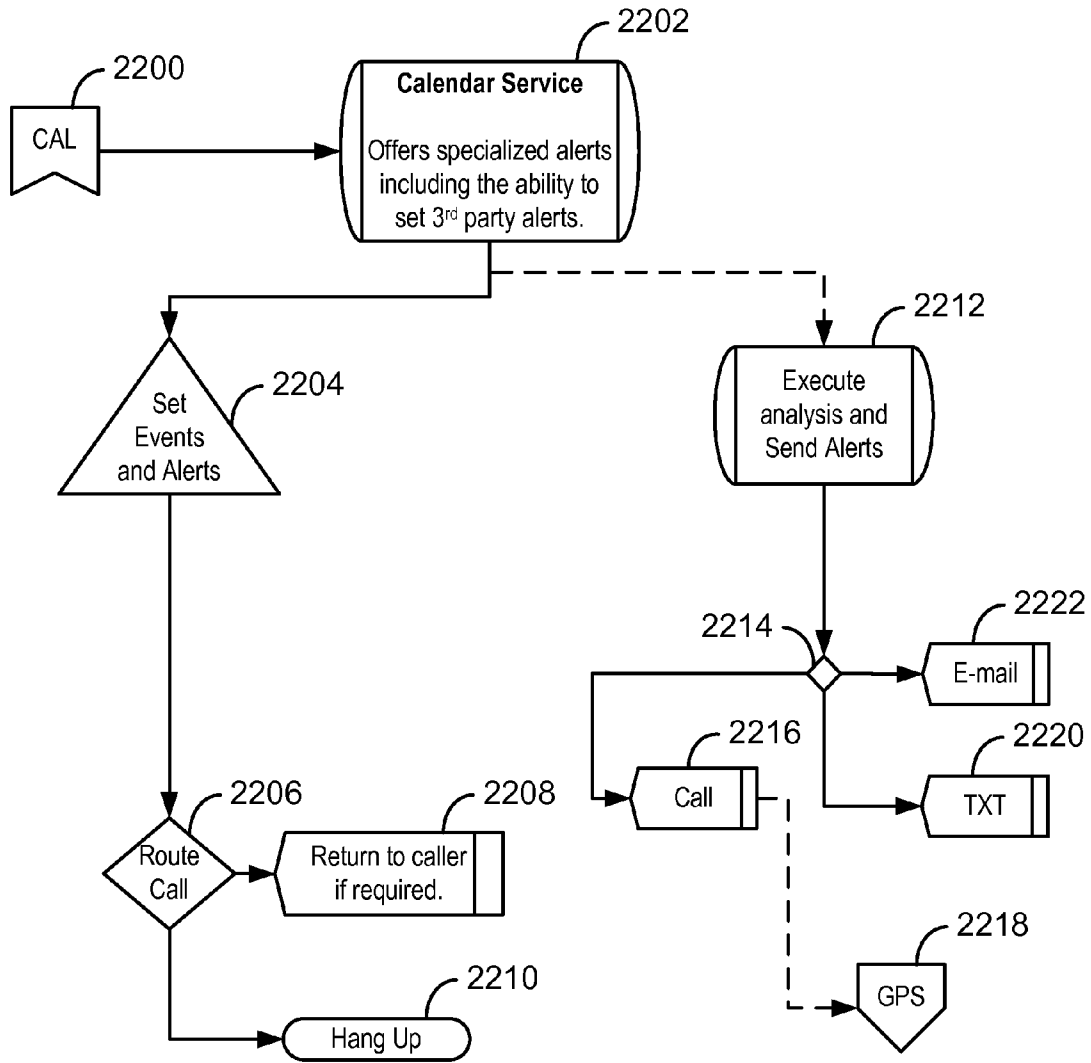 2200
CAL
2202
Calendar Service
Offers specialized alerts
including the ability to
set 3rd party alerts.
2204
Set
Events
and Alerts
2212
Execute
analysis and
Send Alerts
2214
2222
E-mail
2216
Call
2220
TXT
2206
Route
Call
2208
Return to caller
if required.
2218
GPS
2210
Hang Up